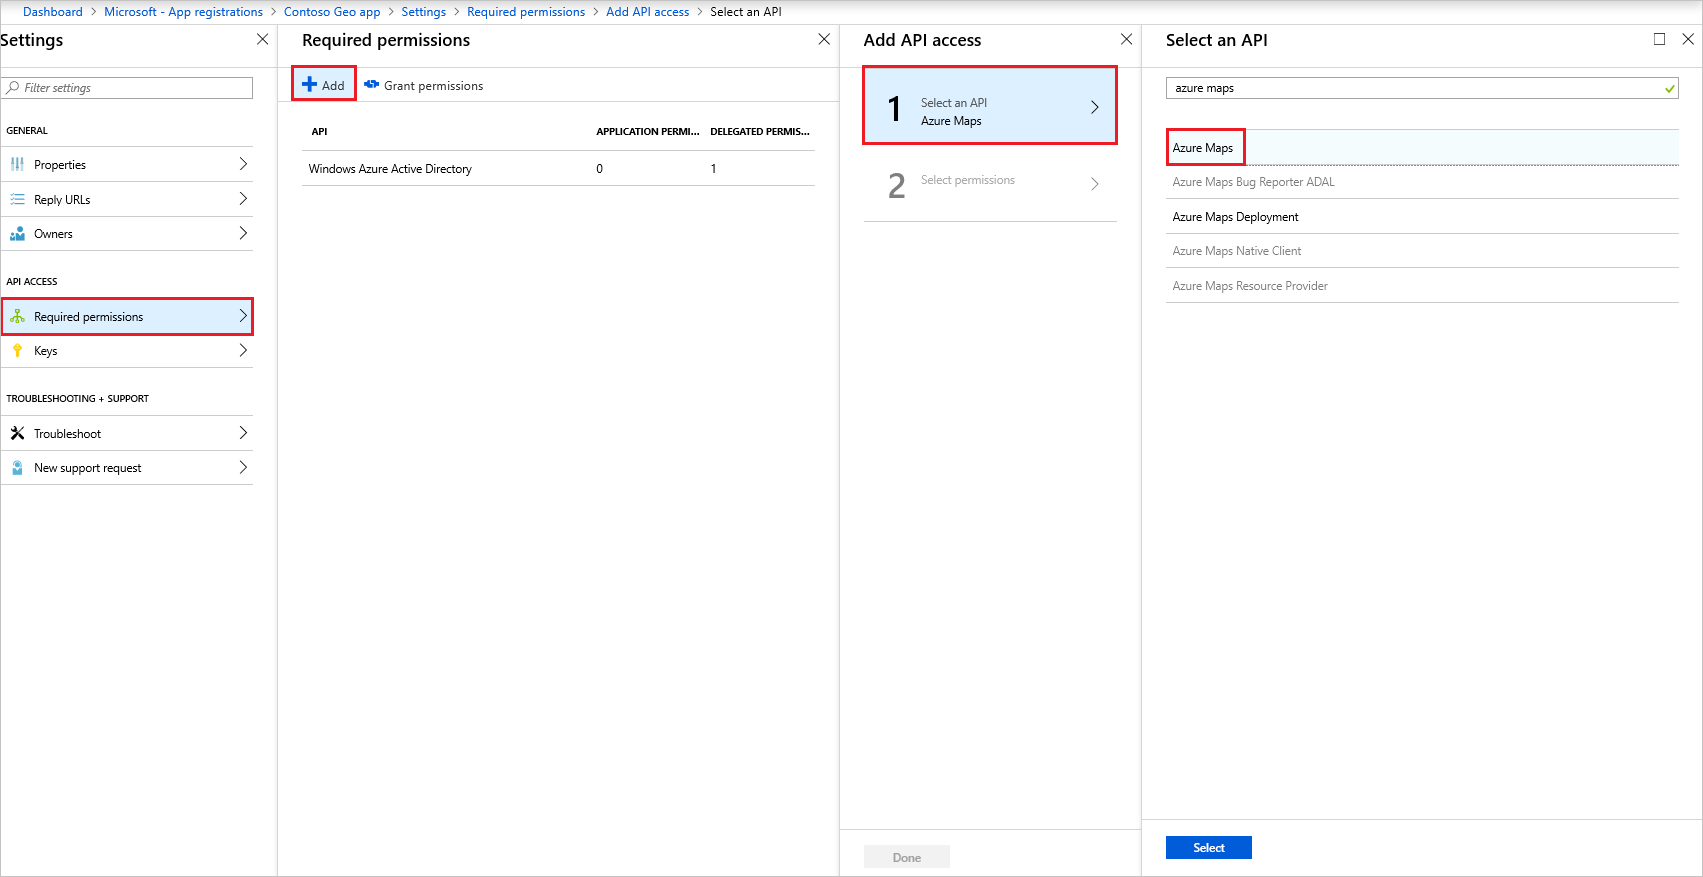 Dashboard > Microsoft - App registrations > Contoso Geo app > Settings > Required permissions > Add API access > Select an API
Settings
Filter settings
GENERAL
Properties
Reply URLs
Owners
API ACCESS
Required permissions
Keys
TROUBLESHOOTING + SUPPORT
Troubleshoot
New support request
Required permissions
Add Grant permissions
API APPLICATION PERMI... DELEGATED PERMIS...
Windows Azure Active Directory 0 1
Add API access
1 Select an API
Azure Maps
2 Select permissions
Done
Select an API
azure maps
Azure Maps
Azure Maps Bug Reporter ADAL
Azure Maps Deployment
Azure Maps Native Client
Azure Maps Resource Provider
Select